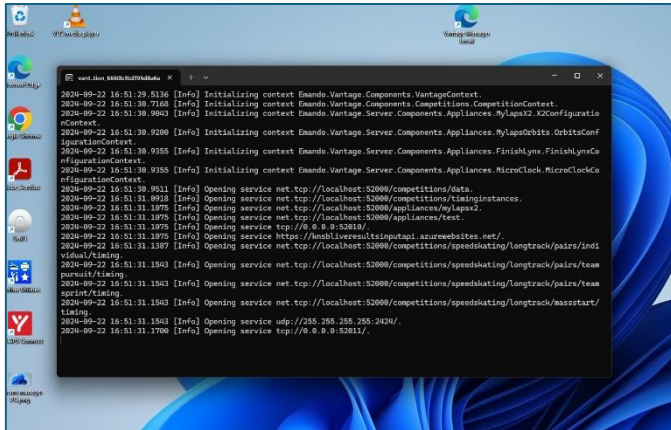 VLC media player
Vantage Manager
local
vant..tion_6660b1b2f95d6a6a
2024-09-22 16:51:29.5136 [Info] Initializing context Emando.Vantage.Components.VantageContext.
2024-09-22 16:51:30.7168 [Info] Initializing context Emando.Vantage.Components.Competitions.CompetitionContext.
2024-09-22 16:51:30.9043 [Info] Initializing context Emando.Vantage.Server.Components.Appliances.MylapsX2.X2Configuratio
nContext.
2024-09-22 16:51:30.9200 [Info] Initializing context Emando.Vantage.Server.Components.Appliances.MylapsOrbits.OrbitsConf
igurationContext.
2024-09-22 16:51:30.9355 [Info] Initializing context Emando.Vantage.Server.Components.Appliances.FinishLynx.FinishLynxCo
nfigurationContext.
2024-09-22 16:51:30.9355 [Info] Initializing context Emando.Vantage.Server.Components.Appliances.MicroClock.MicroClockCo
nfigurationContext.
2024-09-22 16:51:30.9511 [Info] Opening service net.tcp://localhost:52000/competitions/data.
2024-09-22 16:51:31.0918 [Info] Opening service net.tcp://localhost:52000/competitions/timinginstances.
2024-09-22 16:51:31.1075 [Info] Opening service net.tcp://localhost:52000/appliances/mylapsx2.
2024-09-22 16:51:31.1075 [Info] Opening service net.tcp://localhost:52000/appliances/test.
2024-09-22 16:51:31.1075 [Info] Opening service tcp://0.0.0.0:52010/.
2024-09-22 16:51:31.1075 [Info] Opening service https://knsbliveresultsinputapi.azurewebsites.net/.
2024-09-22 16:51:31.1387 [Info] Opening service net.tcp://localhost:52000/competitions/speedskating/longtrack/pairs/indi
vidual/timing.
2024-09-22 16:51:31.1543 [Info] Opening service net.tcp://localhost:52000/competitions/speedskating/longtrack/pairs/team
pursuit/timing.
2024-09-22 16:51:31.1543 [Info] Opening service net.tcp://localhost:52000/competitions/speedskating/longtrack/pairs/team
sprint/timing.
2024-09-22 16:51:31.1543 [Info] Opening service net.tcp://localhost:52000/competitions/speedskating/longtrack/massstart/
timing.
2024-09-22 16:51:31.1543 [Info] Opening service udp://255.255.255.255:2424/.
2024-09-22 16:51:31.1700 [Info] Opening service tcp://0.0.0.0:52011/.